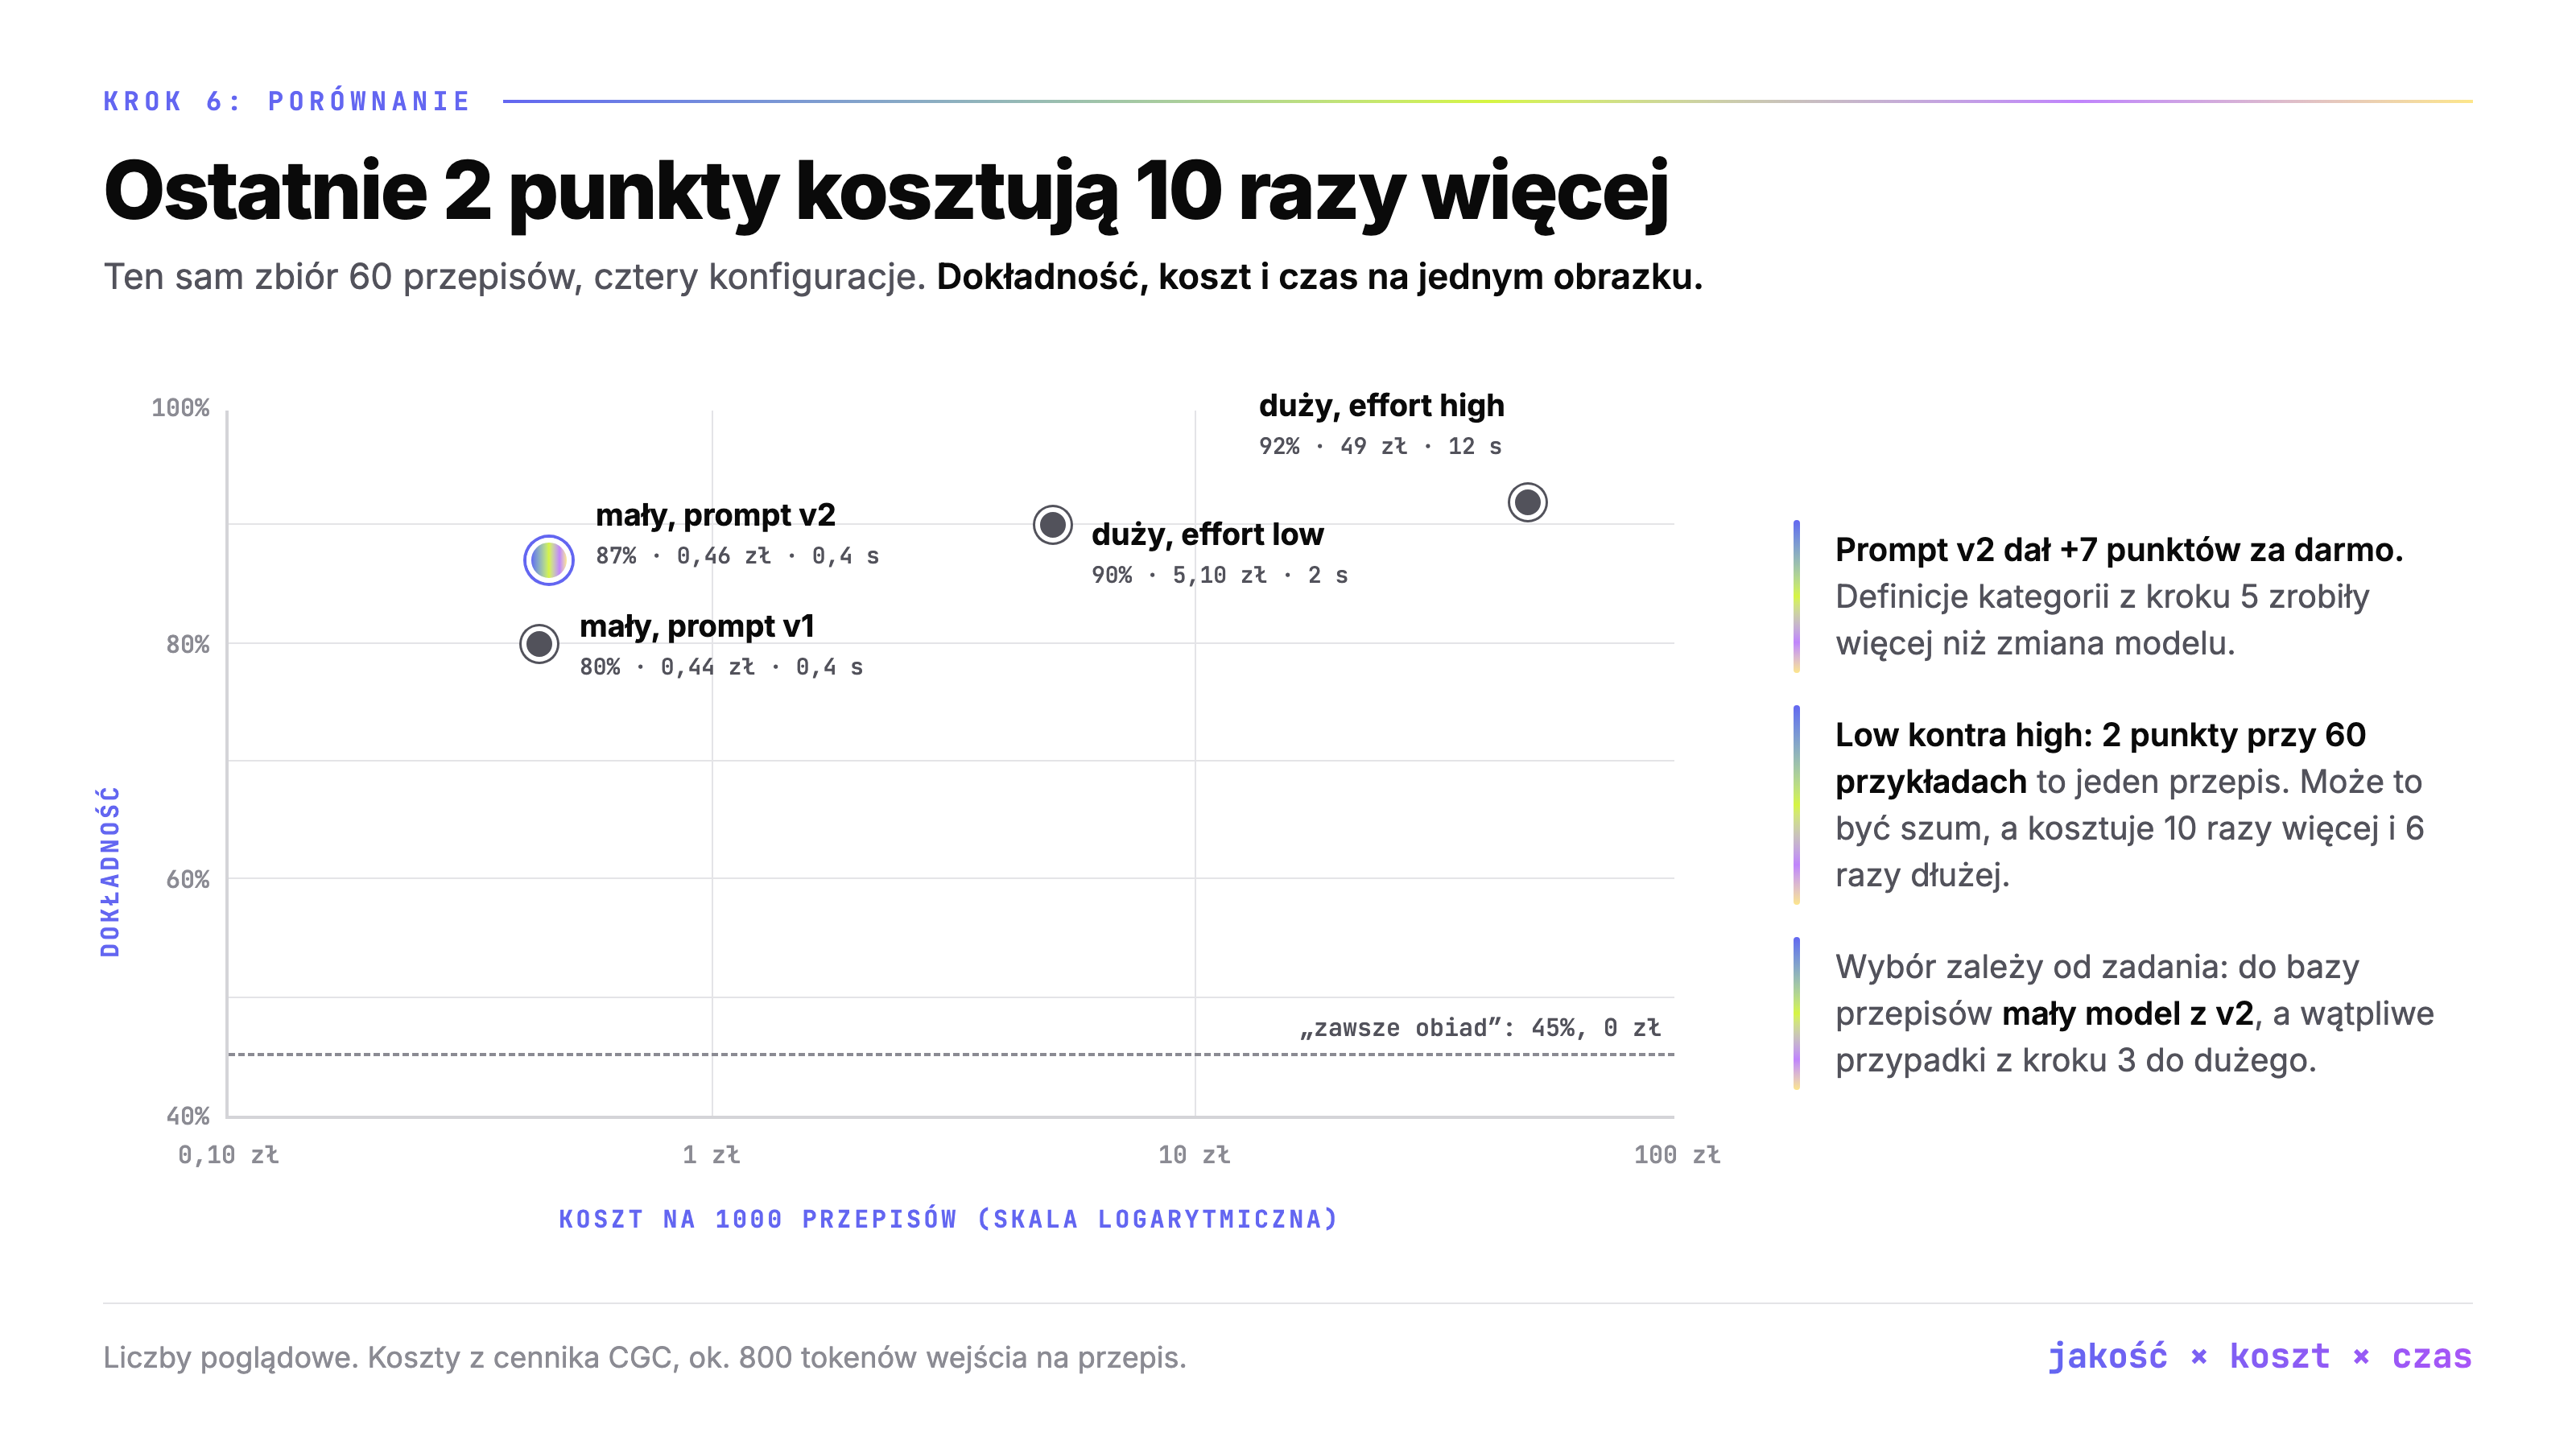 KROK 6: PORÓWNANIE
Ostatnie 2 punkty kosztują 10 razy więcej
Ten sam zbiór 60 przepisów, cztery konfiguracje. Dokładność, koszt i czas na jednym obrazku.
DOKŁADNOŚĆ
100%
80%
60%
40%
duży, effort high
92% · 49 zł · 12 s
mały, prompt v2
87% · 0,46 zł · 0,4 s
duży, effort low
90% · 5,10 zł · 2 s
mały, prompt v1
80% · 0,44 zł · 0,4 s
„zawsze obiad”: 45%, 0 zł
0,10 zł
1 zł
10 zł
100 zł
KOSZT NA 1000 PRZEPISÓW (SKALA LOGARYTMICZNA)
Prompt v2 dał +7 punktów za darmo.
Definicje kategorii z kroku 5 zrobiły
więcej niż zmiana modelu.
Low kontra high: 2 punkty przy 60
przykładach to jeden przepis. Może to
być szum, a kosztuje 10 razy więcej i 6
razy dłużej.
Wybór zależy od zadania: do bazy
przepisów mały model z v2, a wątpliwe
przypadki z kroku 3 do dużego.
Liczby poglądowe. Koszty z cennika CGC, ok. 800 tokenów wejścia na przepis.
jakość × koszt × czas